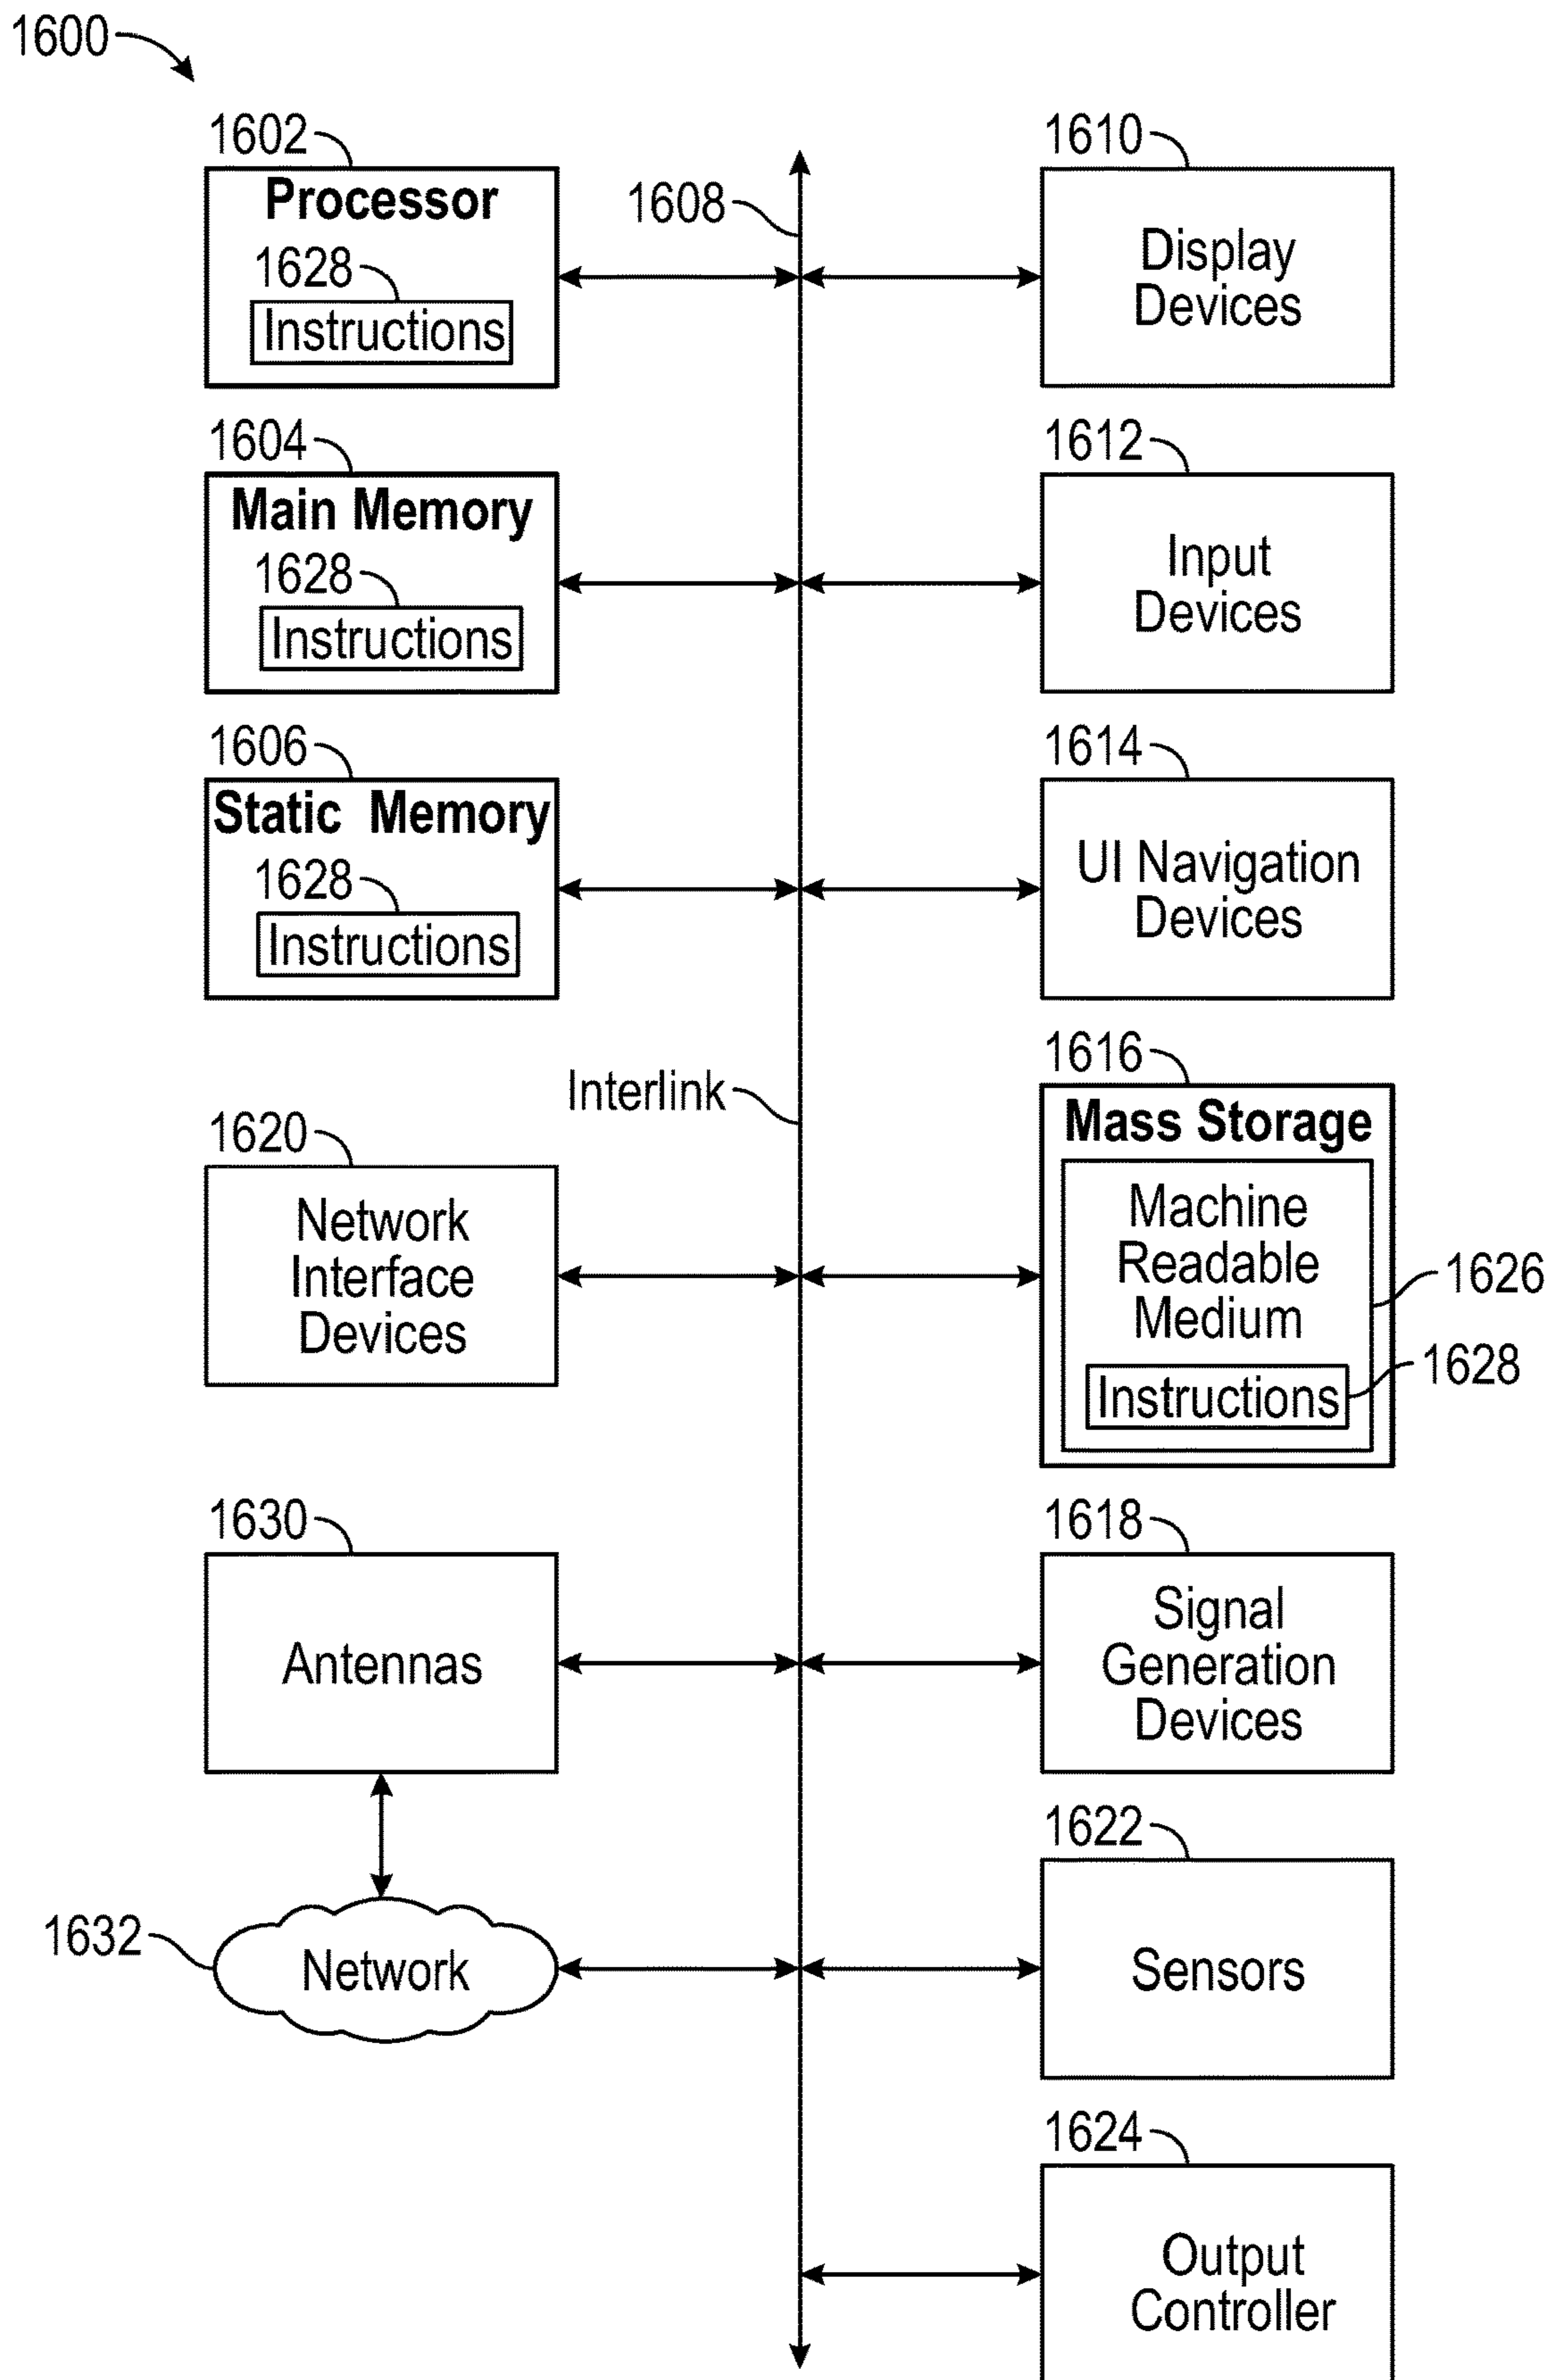 1600
1602
Processor
1628
Instructions
1608
1610
Display
Devices
1604
Main Memory
1628
Instructions
1612
Input
Devices
1606
Static Memory
1628
Instructions
1614
UI Navigation
Devices
Interlink
1616
Mass Storage
Machine
Readable
Medium
1626
1628
Instructions
1620
Network
Interface
Devices
1630
Antennas
1618
Signal
Generation
Devices
1632
Network
1622
Sensors
1624
Output
Controller